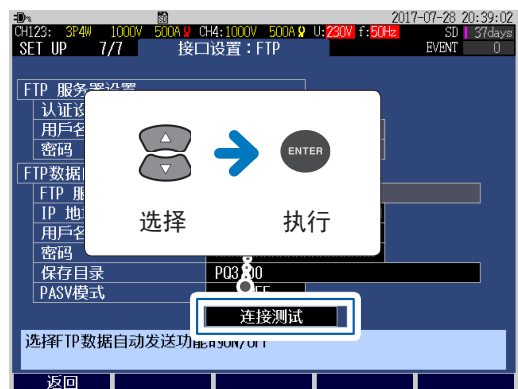 2017-07-28 20:39:02
CH123: 3P4W 1000V 500A CH4:1000V 500A U:230V f:50Hz SD 37days
SET UP 7/7 接口设置：FTP EVENT 0
FTP 服务器设置
认证设
用戶名
密码
FTP数据
FTP 服
IP 地
用戶名
密码
保存目录
PASV模式
选择
ENTER
执行
连接测试
选择FTP数据自动发送功能的ON/OFF
返回